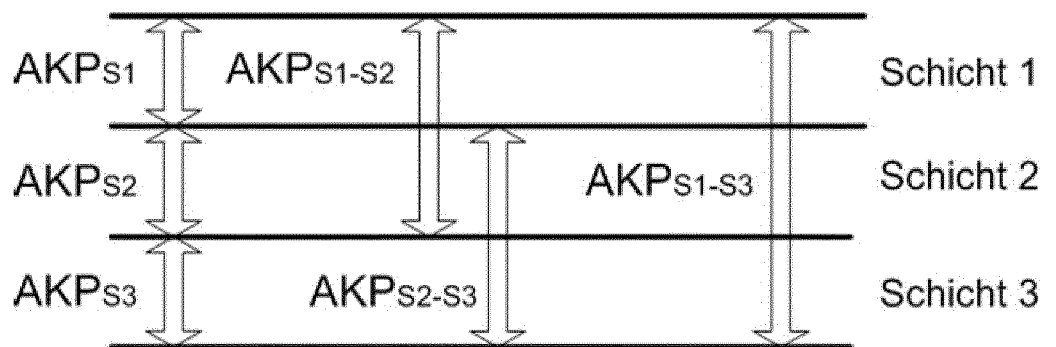 AKPS1 AKPS1-S2 Schicht 1
AKPS2 AKPS1-S3 Schicht 2
AKPS3 AKPS2-S3 Schicht 3